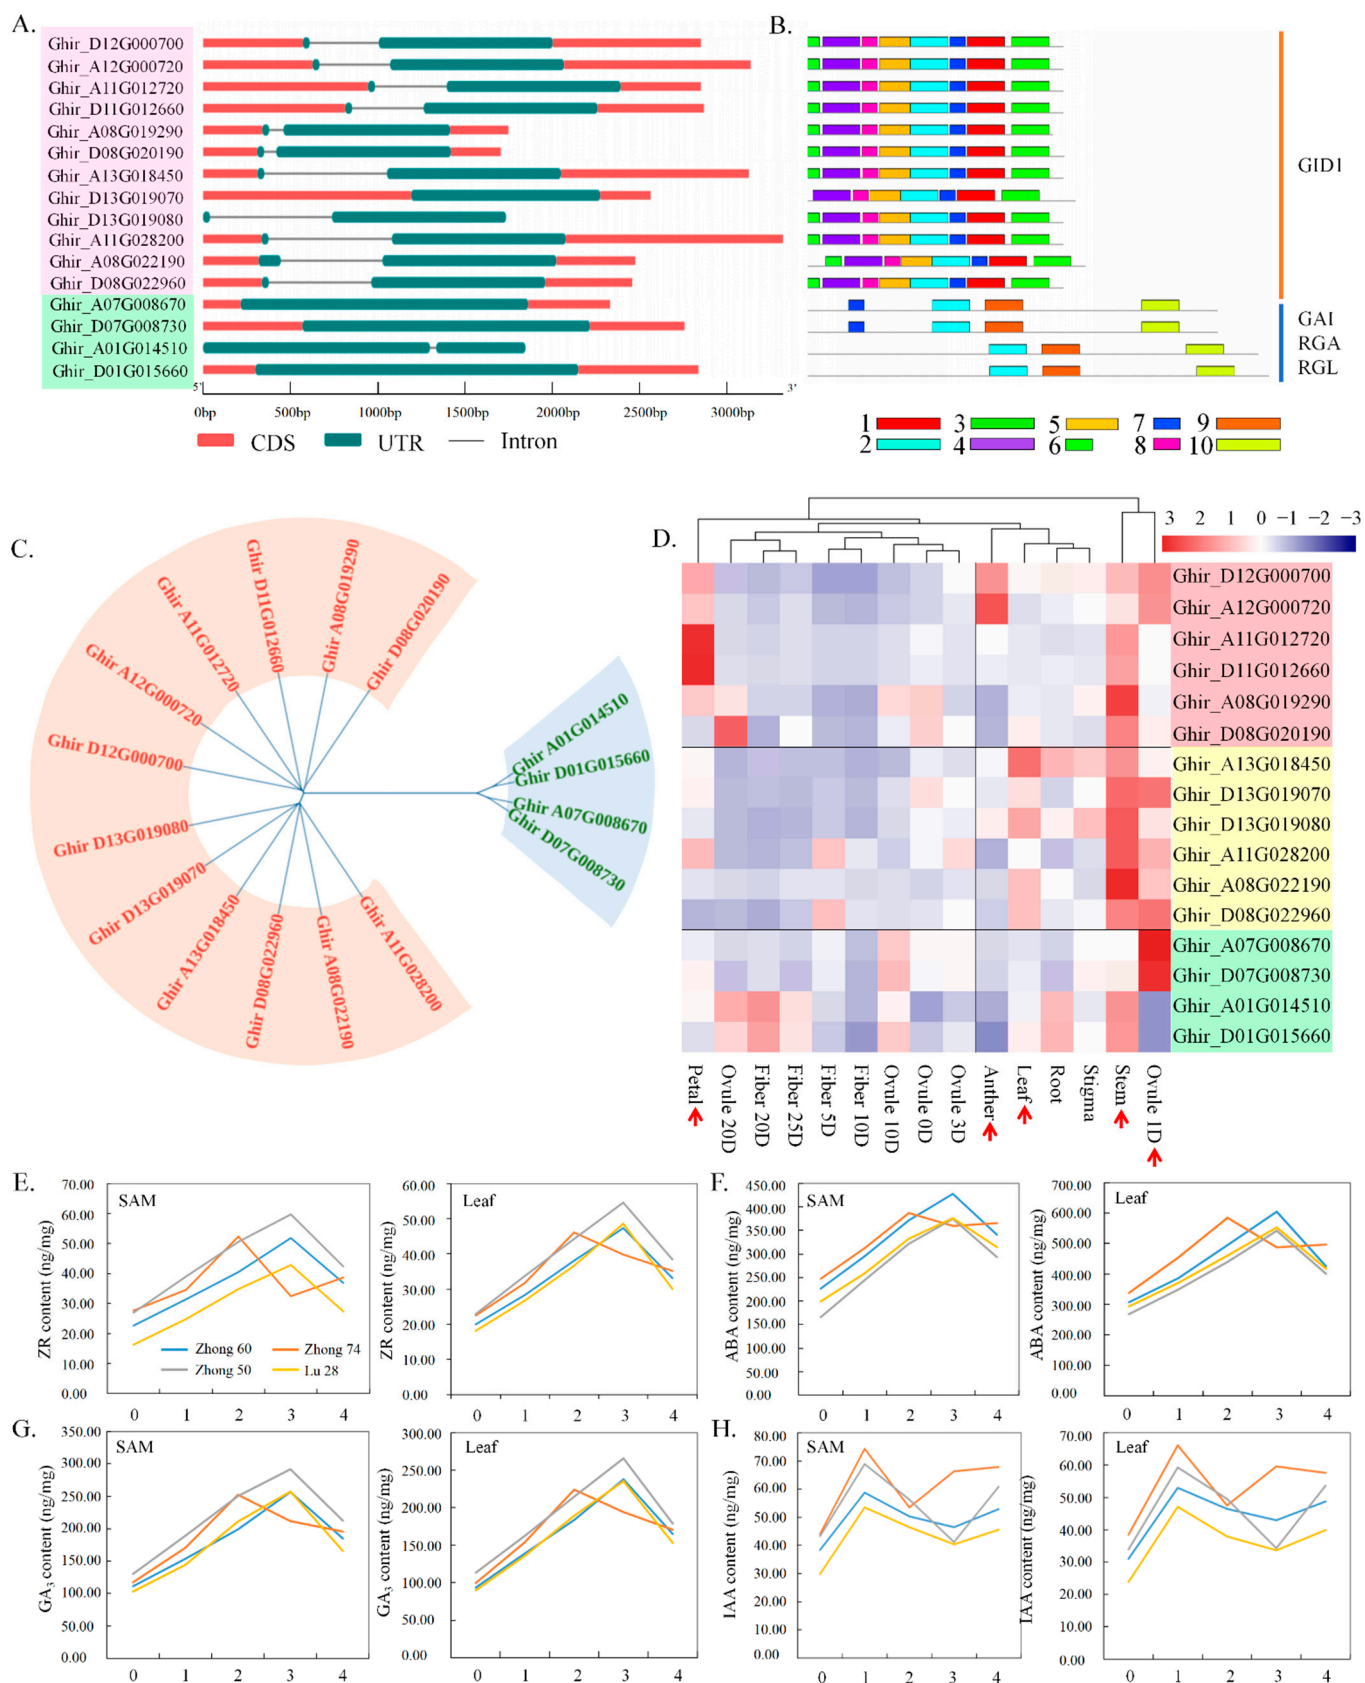 A.
Ghir_D12G000700
Ghir_A12G000720
Ghir_A11G012720
Ghir_D11G012660
Ghir_A08G019290
Ghir_D08G020190
Ghir_A13G018450
Ghir_D13G019070
Ghir_D13G019080
Ghir_A11G028200
Ghir_A08G022190
Ghir_D08G022960
Ghir_A07G008670
Ghir_D07G008730
Ghir_A01G014510
Ghir_D01G015660
5' 3'
0bp 500bp 1000bp 1500bp 2000bp 2500bp 3000bp
CDS UTR Intron
B.
GID1
GAI
RGA
RGL
1 3 5 7 9
2 4 6 8 10
C.
Ghir D12G000700
Ghir A12G000720
Ghir A11G012720
Ghir D11G012660
Ghir A08G019290
Ghir D08G020190
Ghir A01G014510
Ghir D01G015660
Ghir A07G008670
Ghir D07G008730
Ghir D13G019080
Ghir D13G019070
Ghir A13G018450
Ghir D08G022960
Ghir A08G022190
Ghir A11G028200
D.
3 2 1 0 −1 −2 −3
Ghir_D12G000700
Ghir_A12G000720
Ghir_A11G012720
Ghir_D11G012660
Ghir_A08G019290
Ghir_D08G020190
Ghir_A13G018450
Ghir_D13G019070
Ghir_D13G019080
Ghir_A11G028200
Ghir_A08G022190
Ghir_D08G022960
Ghir_A07G008670
Ghir_D07G008730
Ghir_A01G014510
Ghir_D01G015660
Petal
Ovule 20D
Fiber 20D
Fiber 25D
Fiber 5D
Fiber 10D
Ovule 10D
Ovule 0D
Ovule 3D
Anther
Leaf
Root
Stigma
Stem
Ovule 1D
E.
SAM
ZR content (ng/mg)
70.00
60.00
50.00
40.00
30.00
20.00
10.00
0.00
Zhong 60 Zhong 74
Zhong 50 Lu 28
0 1 2 3 4
Leaf
ZR content (ng/mg)
60.00
50.00
40.00
30.00
20.00
10.00
0.00
0 1 2 3 4
F.
SAM
ABA content (ng/mg)
450.00
400.00
350.00
300.00
250.00
200.00
150.00
100.00
50.00
0.00
0 1 2 3 4
Leaf
ABA content (ng/mg)
700.00
600.00
500.00
400.00
300.00
200.00
100.00
0.00
0 1 2 3 4
G.
SAM
GA₃ content (ng/mg)
350.00
300.00
250.00
200.00
150.00
100.00
50.00
0.00
0 1 2 3 4
Leaf
GA₃ content (ng/mg)
300.00
250.00
200.00
150.00
100.00
50.00
0.00
0 1 2 3 4
H.
SAM
IAA content (ng/mg)
80.00
70.00
60.00
50.00
40.00
30.00
20.00
10.00
0.00
0 1 2 3 4
Leaf
IAA content (ng/mg)
70.00
60.00
50.00
40.00
30.00
20.00
10.00
0.00
0 1 2 3 4